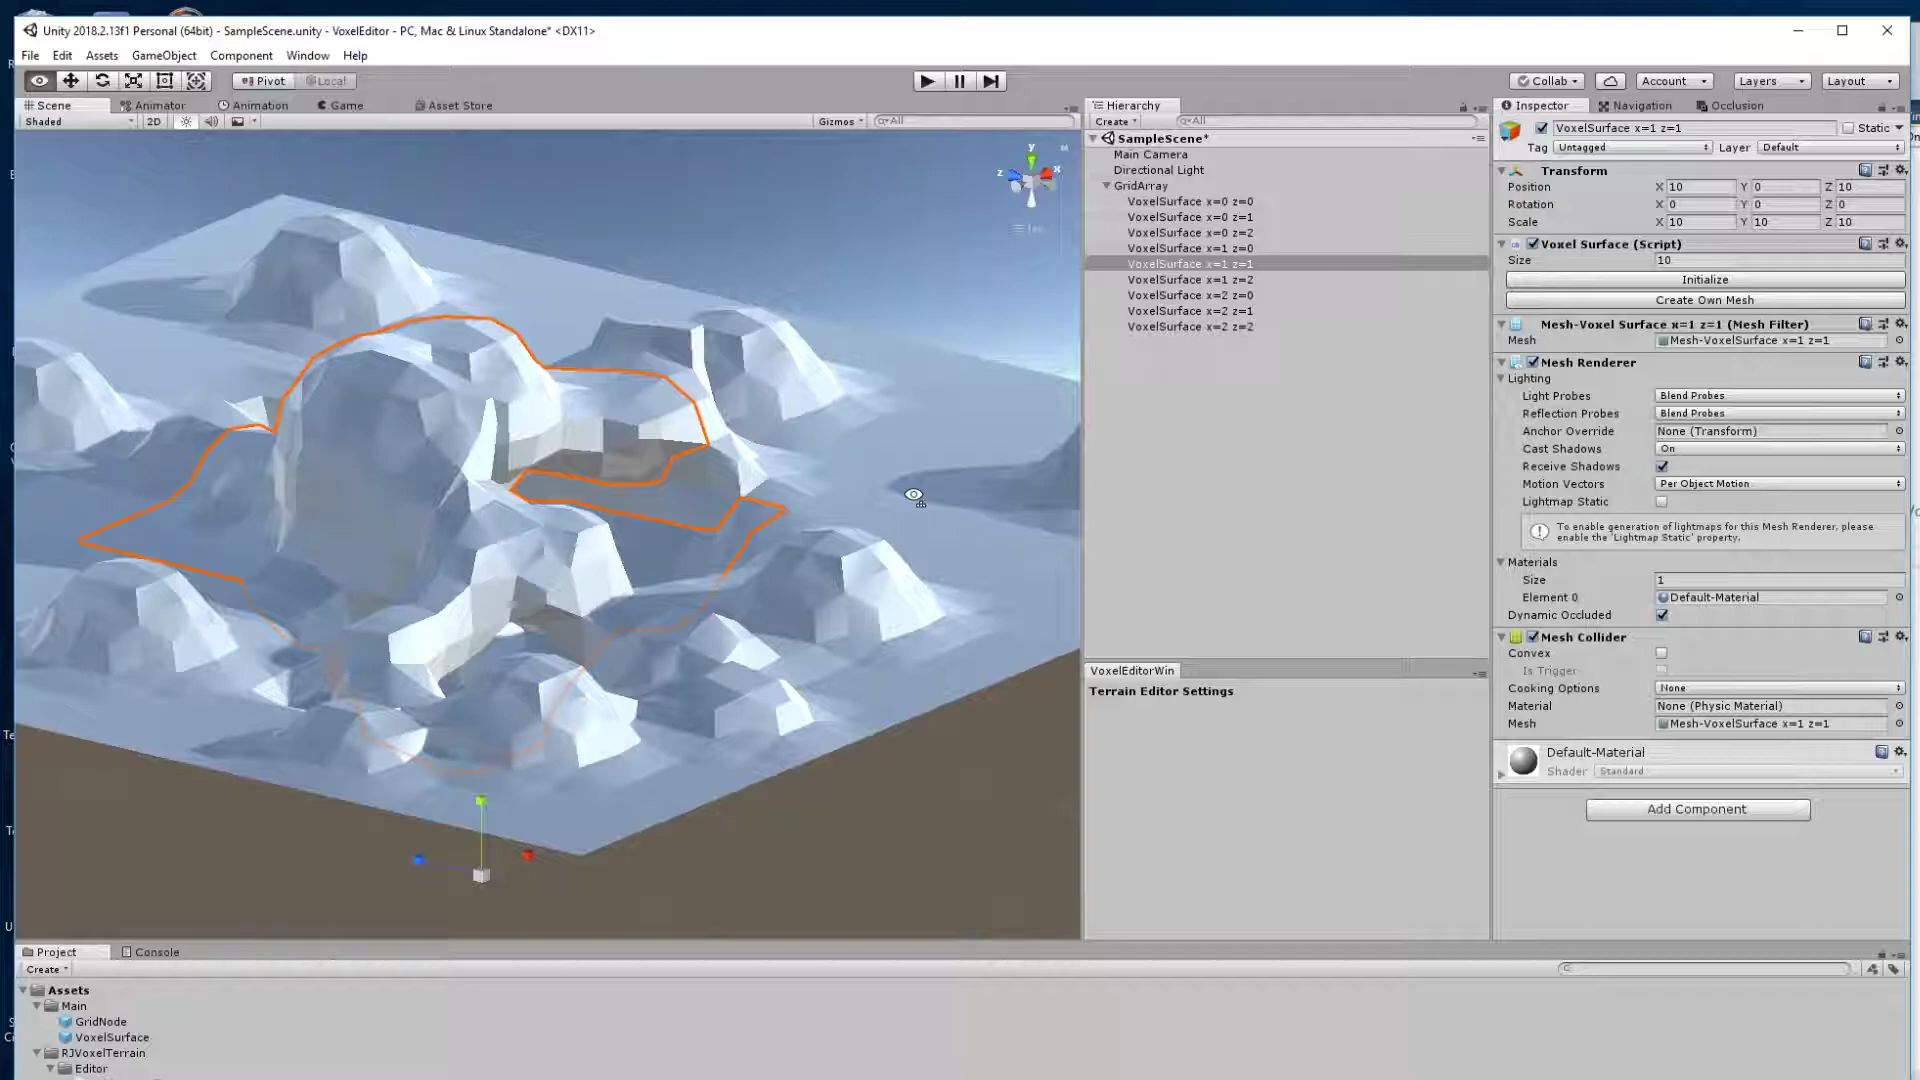 Unity 2018.2.13f1 Personal (64bit) - SampleScene.unity - VoxelEditor - PC, Mac & Linux Standalone* <DX11>
File Edit Assets GameObject Component Window Help
Pivot Local Collab Account Layers Layout
Scene Animator Animation Game Asset Store
Shaded 2D Gizmos All
y
x
z
Hierarchy
Create All
SampleScene*
Main Camera
Directional Light
GridArray
VoxelSurface x=0 z=0
VoxelSurface x=0 z=1
VoxelSurface x=0 z=2
VoxelSurface x=1 z=0
VoxelSurface x=1 z=1
VoxelSurface x=1 z=2
VoxelSurface x=2 z=0
VoxelSurface x=2 z=1
VoxelSurface x=2 z=2
VoxelEditorWin
Terrain Editor Settings
Inspector Navigation Occlusion
VoxelSurface x=1 z=1 Static
Tag Untagged Layer Default
Transform
Position X 10 Y 0 Z 10
Rotation X 0 Y 0 Z 0
Scale X 10 Y 10 Z 10
Voxel Surface (Script)
Size 10
Initialize
Create Own Mesh
Mesh-Voxel Surface x=1 z=1 (Mesh Filter)
Mesh Mesh-VoxelSurface x=1 z=1
Mesh Renderer
Lighting
Light Probes Blend Probes
Reflection Probes Blend Probes
Anchor Override None (Transform)
Cast Shadows On
Receive Shadows
Motion Vectors Per Object Motion
Lightmap Static
To enable generation of lightmaps for this Mesh Renderer, please
enable the 'Lightmap Static' property.
Materials
Size 1
Element 0 Default-Material
Dynamic Occluded
Mesh Collider
Convex
Is Trigger
Cooking Options None
Material None (Physic Material)
Mesh Mesh-VoxelSurface x=1 z=1
Default-Material
Shader Standard
Add Component
Project Console
Create
Assets
Main
GridNode
VoxelSurface
RJVoxelTerrain
Editor